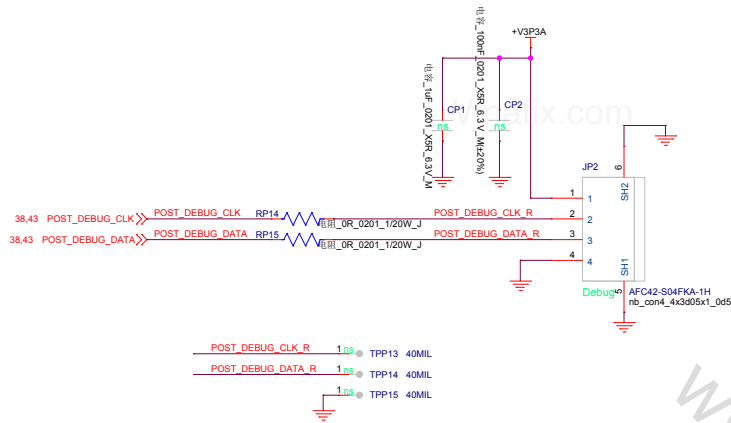 +V3P3A
电容_100nF_0201_X5R_6.3V_M(±20%)
电容_1uF_0201_X5R_6.3V_M
CP1
ns
CP2
ns
JP2
6
SH2
1 1
38,43 POST_DEBUG_CLK POST_DEBUG_CLK RP14 电阻_0R_0201_1/20W_J POST_DEBUG_CLK_R 2 2
38,43 POST_DEBUG_DATA POST_DEBUG_DATA RP15 电阻_0R_0201_1/20W_J POST_DEBUG_DATA_R 3 3
4 4
SH1
5
Debug
AFC42-S04FKA-1H
nb_con4_4x3d05x1_0d5
POST_DEBUG_CLK_R 1 ns TPP13 40MIL
POST_DEBUG_DATA_R 1 ns TPP14 40MIL
1 ns TPP15 40MIL